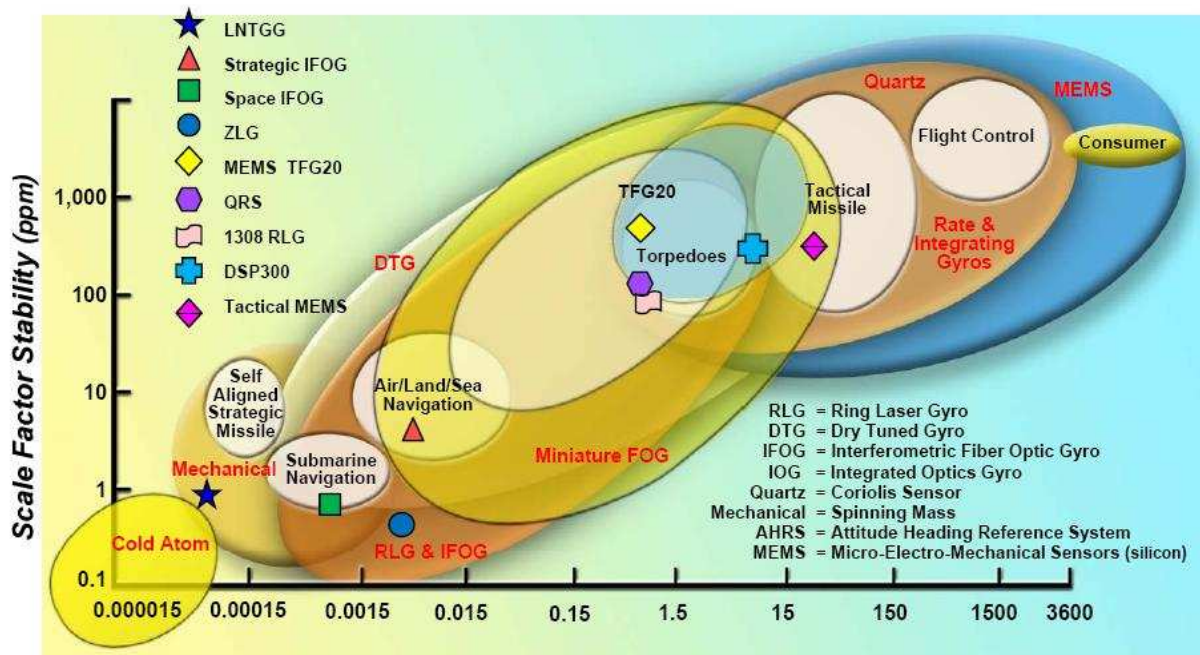 LNTGG
Strategic IFOG
Space IFOG
ZLG
MEMS TFG20
QRS
1308 RLG
DSP300
Tactical MEMS
Scale Factor Stability (ppm)
1,000
100
10
1
0.1
Quartz
MEMS
Flight Control
Consumer
TFG20
Tactical
Missile
Torpedoes
Rate &
Integrating
Gyros
DTG
Self
Aligned
Strategic
Missile
Air/Land/Sea
Navigation
Mechanical
Submarine
Navigation
Miniature FOG
Cold Atom
RLG & IFOG
RLG = Ring Laser Gyro
DTG = Dry Tuned Gyro
IFOG = Interferometric Fiber Optic Gyro
IOG = Integrated Optics Gyro
Quartz = Coriolis Sensor
Mechanical = Spinning Mass
AHRS = Attitude Heading Reference System
MEMS = Micro-Electro-Mechanical Sensors (silicon)
0.000015 0.00015 0.0015 0.015 0.15 1.5 15 150 1500 3600